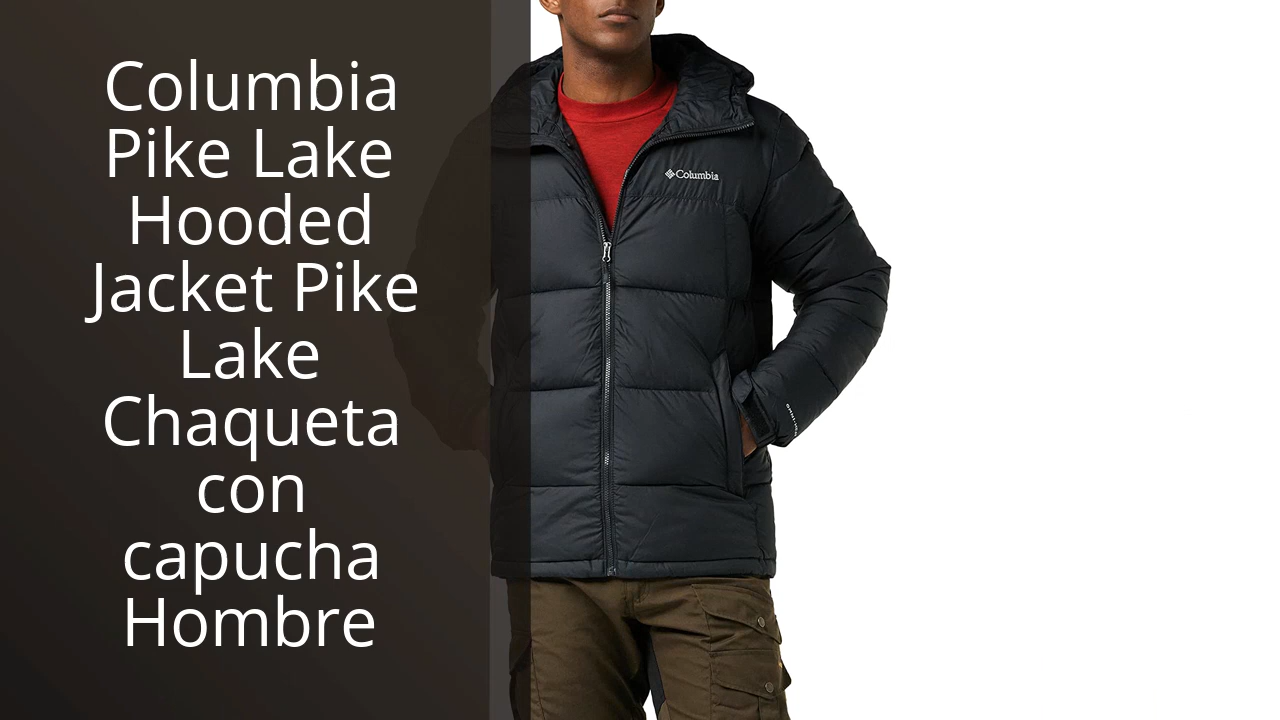 Columbia
Pike Lake
Hooded
Jacket Pike
Lake
Chaqueta
con
capucha
Hombre
Columbia